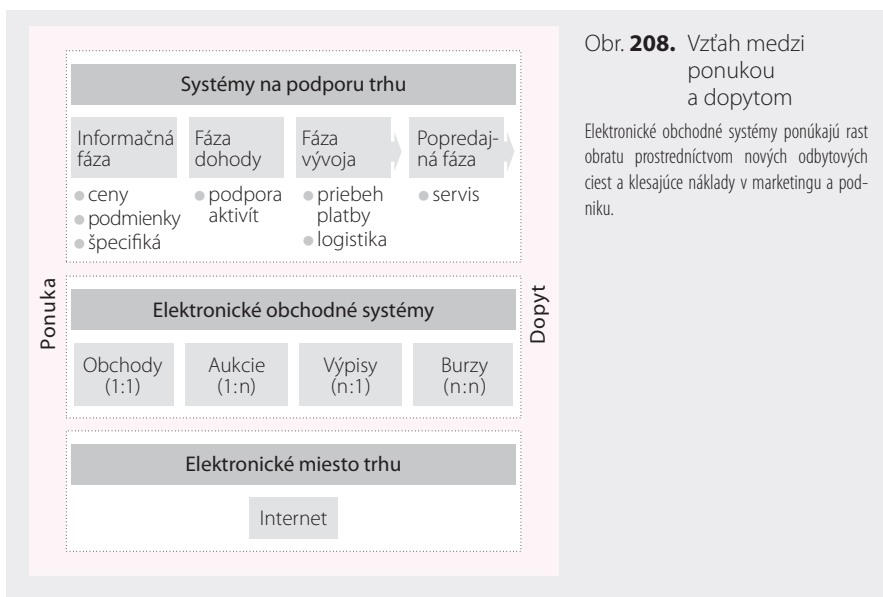 Obr. 208. Vzťah medzi
ponukou
a dopytom
Elektronické obchodné systémy ponúkajú rast
obratu prostredníctvom nových odbytových
ciest a klesajúce náklady v marketingu a pod-
niku.
Ponuka
Systémy na podporu trhu
Informačná
fáza
● ceny
● podmienky
● špecifiká
Fáza
dohody
● podpora
aktivít
Fáza
vývoja
● priebeh
platby
● logistika
Popredaj-
ná fáza
● servis
Elektronické obchodné systémy
Obchody
(1:1)
Aukcie
(1:n)
Výpisy
(n:1)
Burzy
(n:n)
Elektronické miesto trhu
Internet
Dopyt